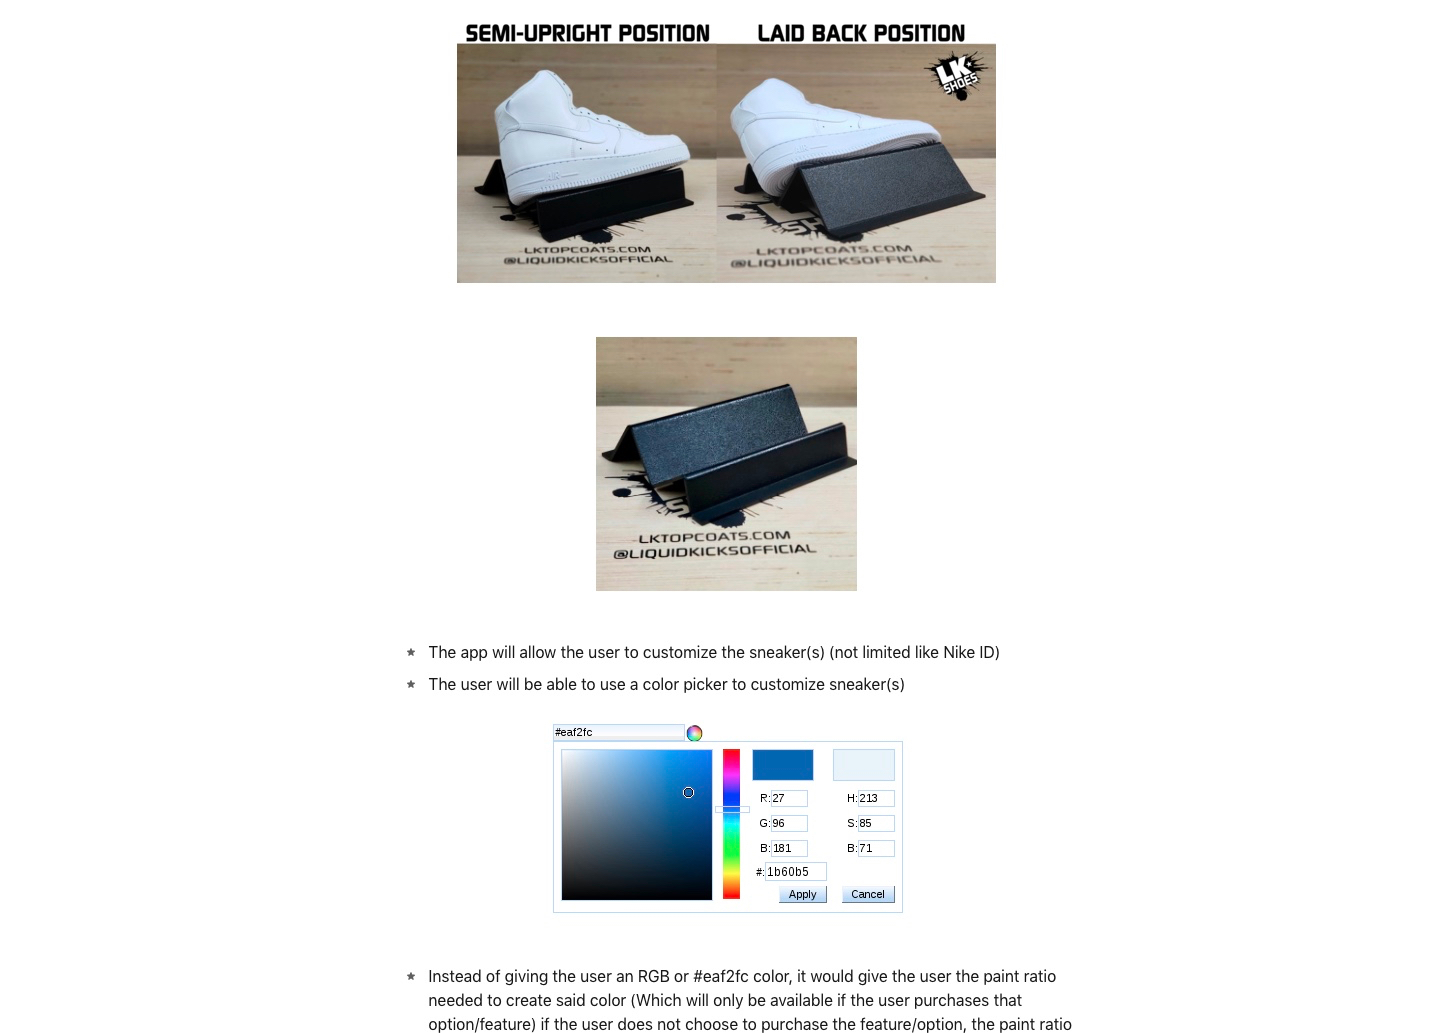 SEMI-UPRIGHT POSITION LAID BACK POSITION
LK
SHOES
AIR
LKTOPCOATS.COM
@LIQUIDKICKSOFFICIAL
LKTOPCOATS.COM
@LIQUIDKICKSOFFICIAL
LKTOPCOATS.COM
@LIQUIDKICKSOFFICIAL
The app will allow the user to customize the sneaker(s) (not limited like Nike ID)
The user will be able to use a color picker to customize sneaker(s)
#eaf2fc
R: 27 H: 213
G: 96 S: 85
B: 181 B: 71
#: 1b60b5
Apply Cancel
Instead of giving the user an RGB or #eaf2fc color, it would give the user the paint ratio
needed to create said color (Which will only be available if the user purchases that
option/feature) if the user does not choose to purchase the feature/option, the paint ratio